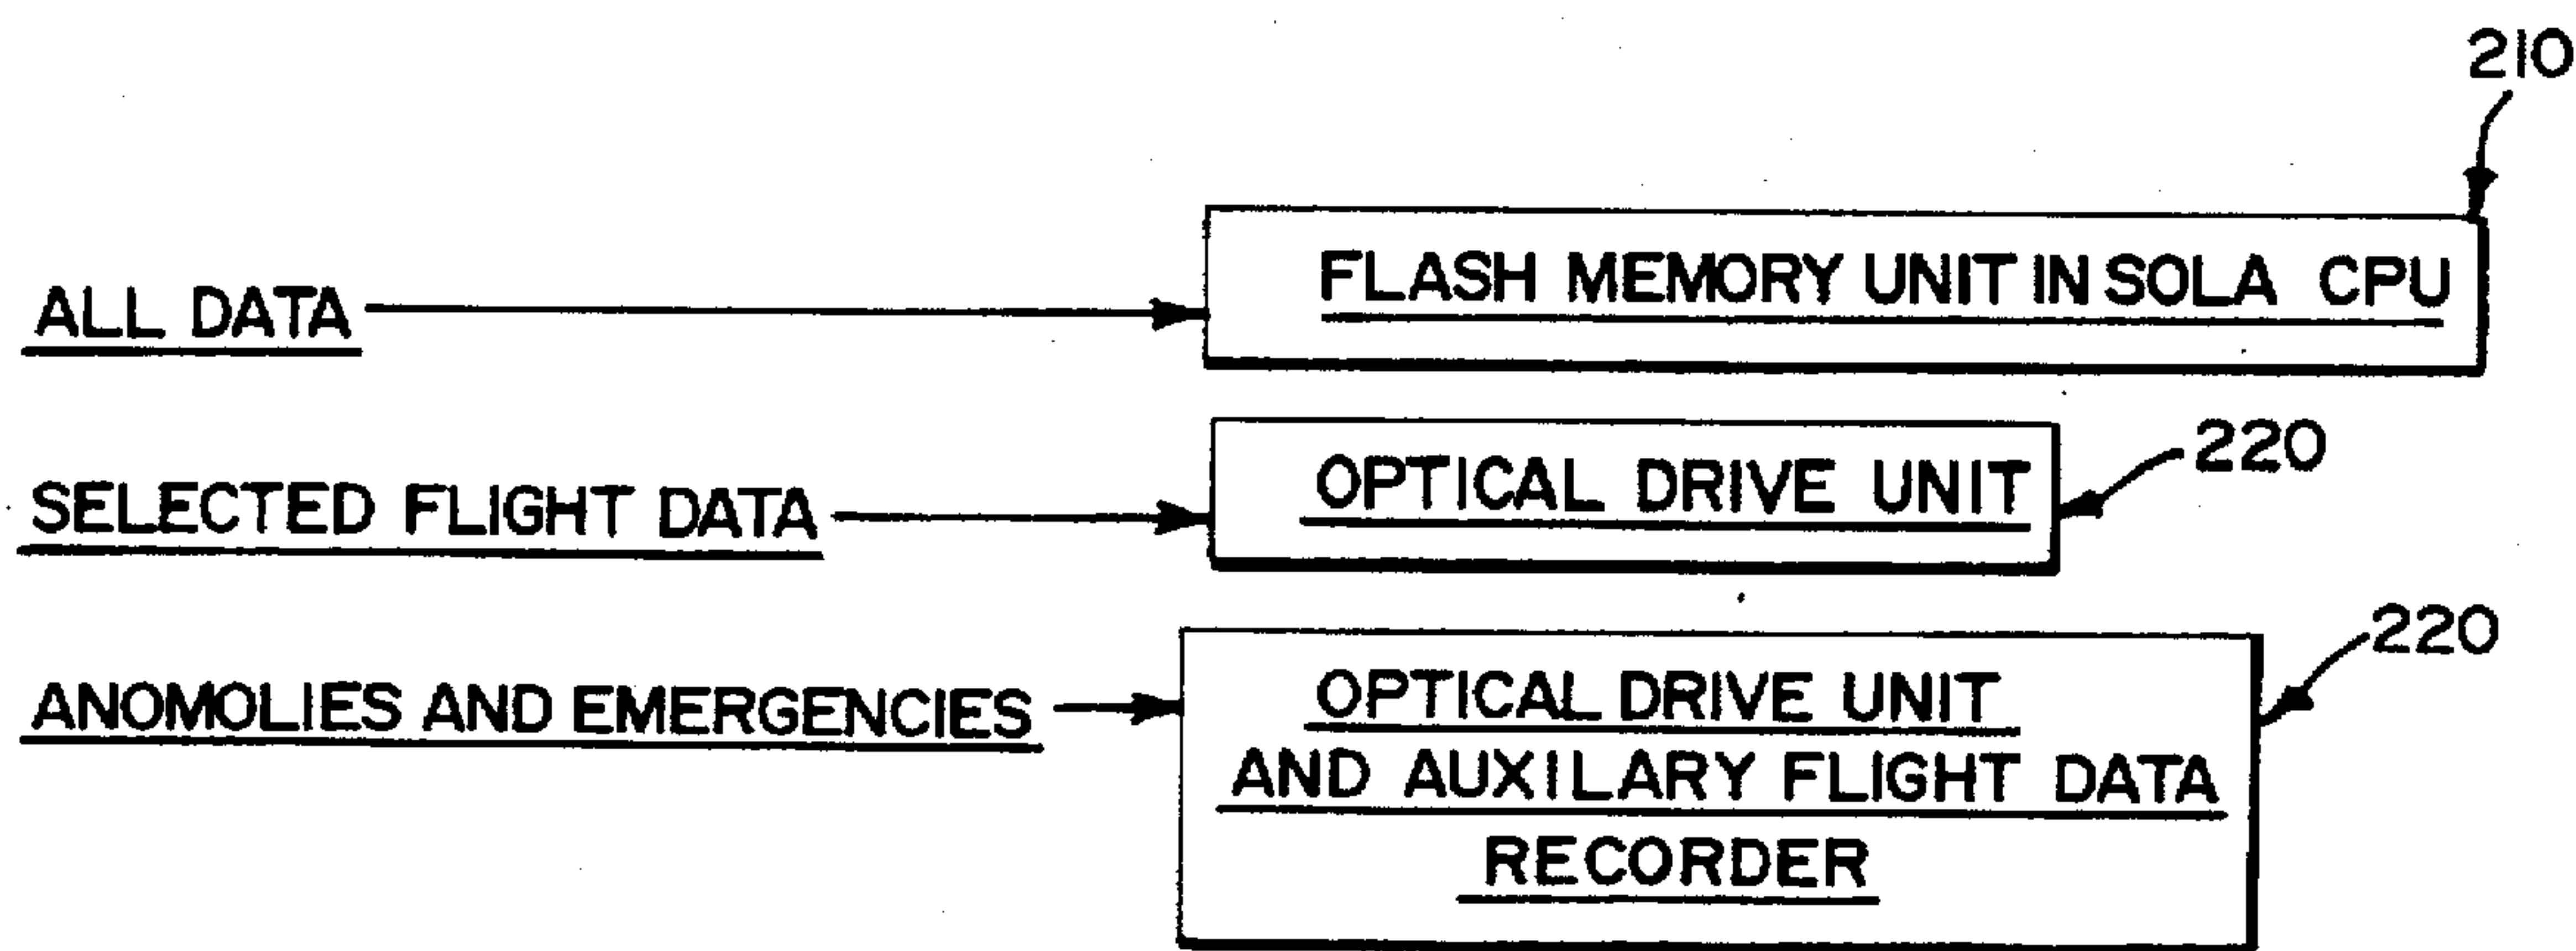 210
ALL DATA
FLASH MEMORY UNIT IN SOLA CPU
SELECTED FLIGHT DATA
OPTICAL DRIVE UNIT
220
ANOMOLIES AND EMERGENCIES
OPTICAL DRIVE UNIT
AND AUXILARY FLIGHT DATA
RECORDER
220